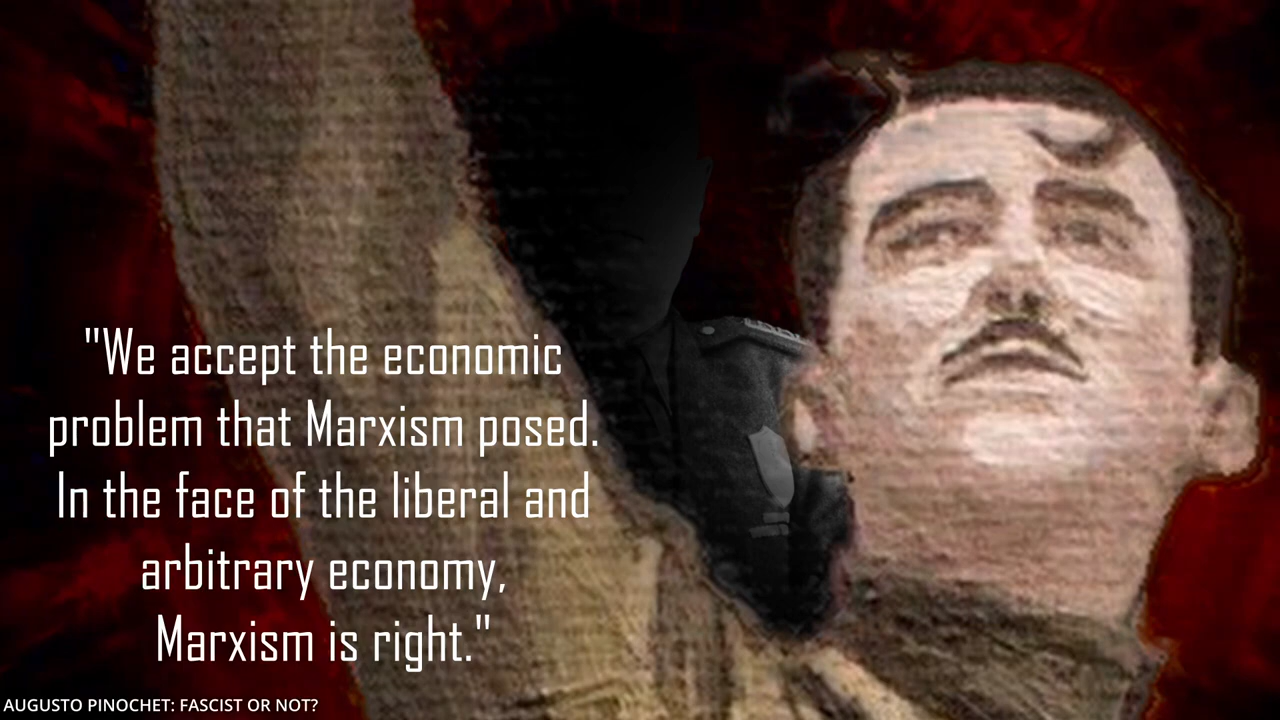 "We accept the economic
problem that Marxism posed.
In the face of the liberal and
arbitrary economy,
Marxism is right."
AUGUSTO PINOCHET: FASCIST OR NOT?